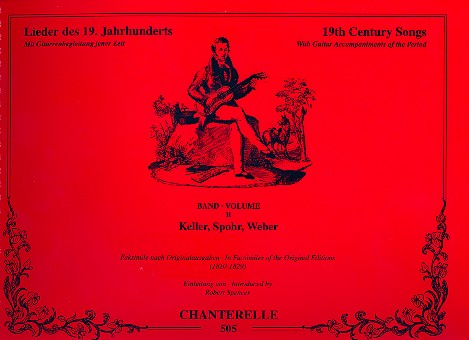 Lieder des 19. Jahrhunderts
Mit Gitarrenbegleitung jener Zeit
19th Century Songs
With Guitar Accompaniments of the Period
BAND - VOLUME
II
Keller, Spohr, Weber
Faksimile nach Originalausgaben - In Facsimiles of the Original Editions
(1820-1829)
Einleitung von - Introduced by
Robert Spencer
CHANTERELLE
505